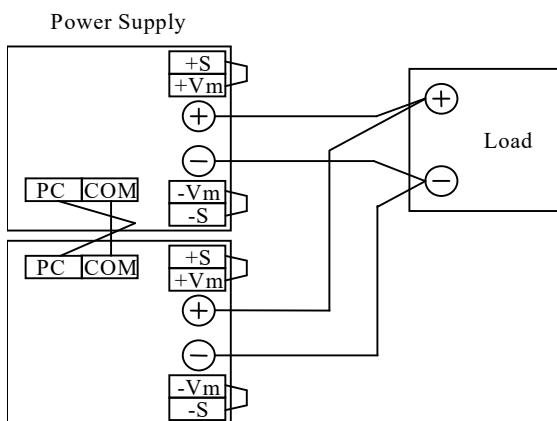 Power Supply
+S
+Vm
+
−
-Vm
-S
PC COM
Load
+
−
PC COM
+S
+Vm
+
−
-Vm
-S